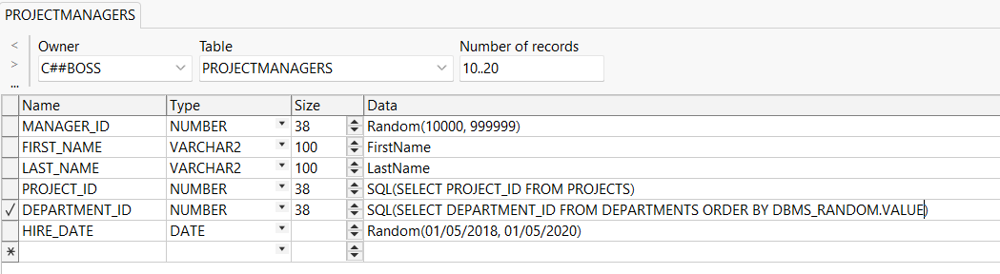 PROJECTMANAGERS
< Owner Table Number of records
> C##BOSS PROJECTMANAGERS 10..20
...
Name Type Size Data
MANAGER_ID NUMBER 38 Random(10000, 999999)
FIRST_NAME VARCHAR2 100 FirstName
LAST_NAME VARCHAR2 100 LastName
PROJECT_ID NUMBER 38 SQL(SELECT PROJECT_ID FROM PROJECTS)
✓ DEPARTMENT_ID NUMBER 38 SQL(SELECT DEPARTMENT_ID FROM DEPARTMENTS ORDER BY DBMS_RANDOM.VALUE)
HIRE_DATE DATE Random(01/05/2018, 01/05/2020)
*